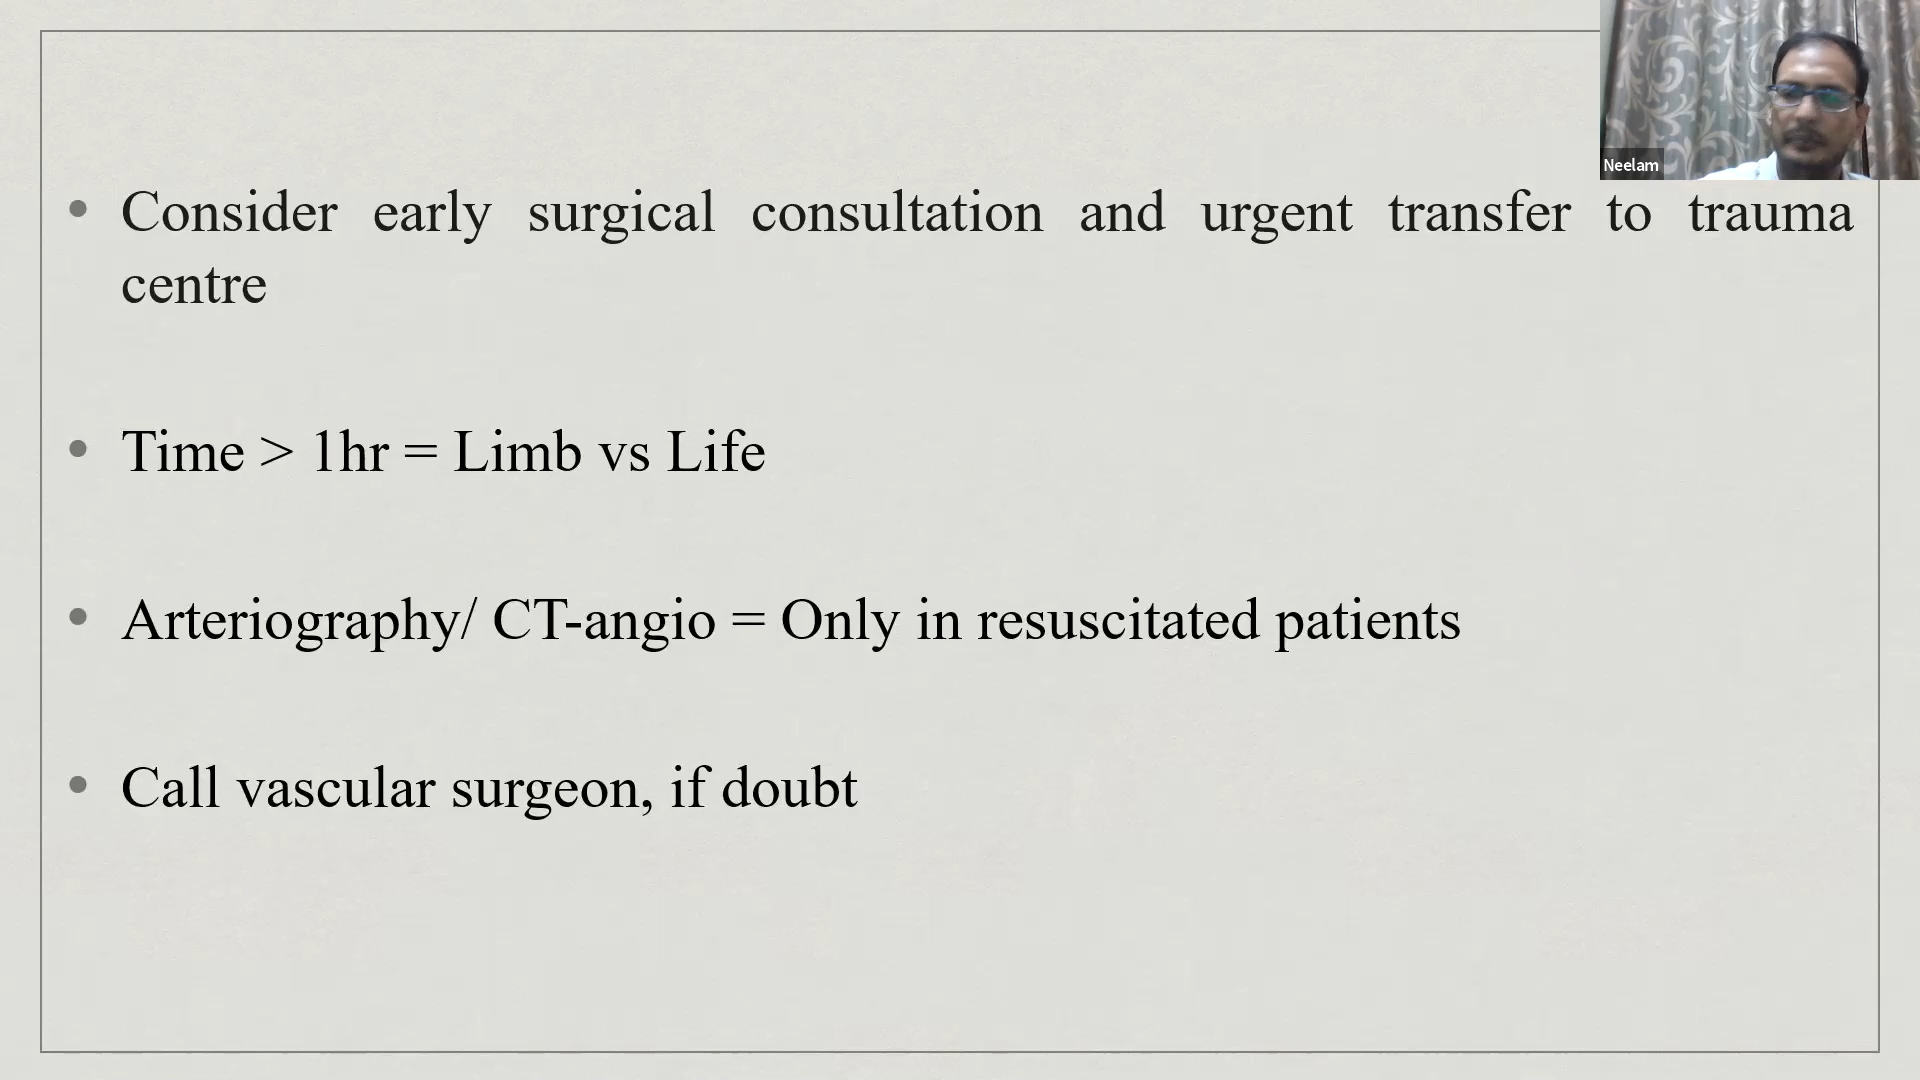 Neelam
• Consider early surgical consultation and urgent transfer to trauma
centre
• Time > 1hr = Limb vs Life
• Arteriography/ CT-angio = Only in resuscitated patients
• Call vascular surgeon, if doubt